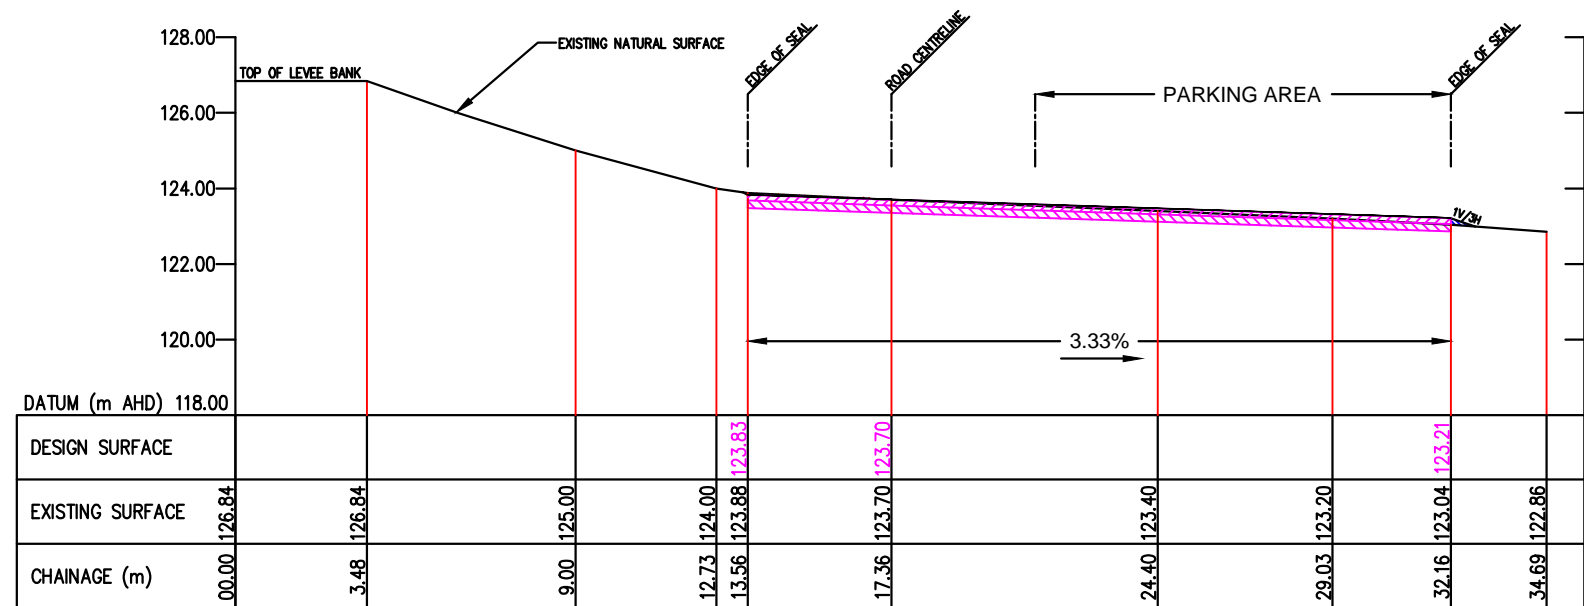 128.00
126.00
124.00
122.00
120.00
DATUM (m AHD) 118.00
TOP OF LEVEE BANK
EXISTING NATURAL SURFACE
EDGE OF SEAL
ROAD CENTRELINE
PARKING AREA
EDGE OF SEAL
1V/3H
3.33%
DESIGN SURFACE 123.83 123.70 123.21
EXISTING SURFACE 126.84 126.84 125.00 124.00 123.88 123.70 123.40 123.20 123.04 122.86
CHAINAGE (m) 00.00 3.48 9.00 12.73 13.56 17.36 24.40 29.03 32.16 34.69